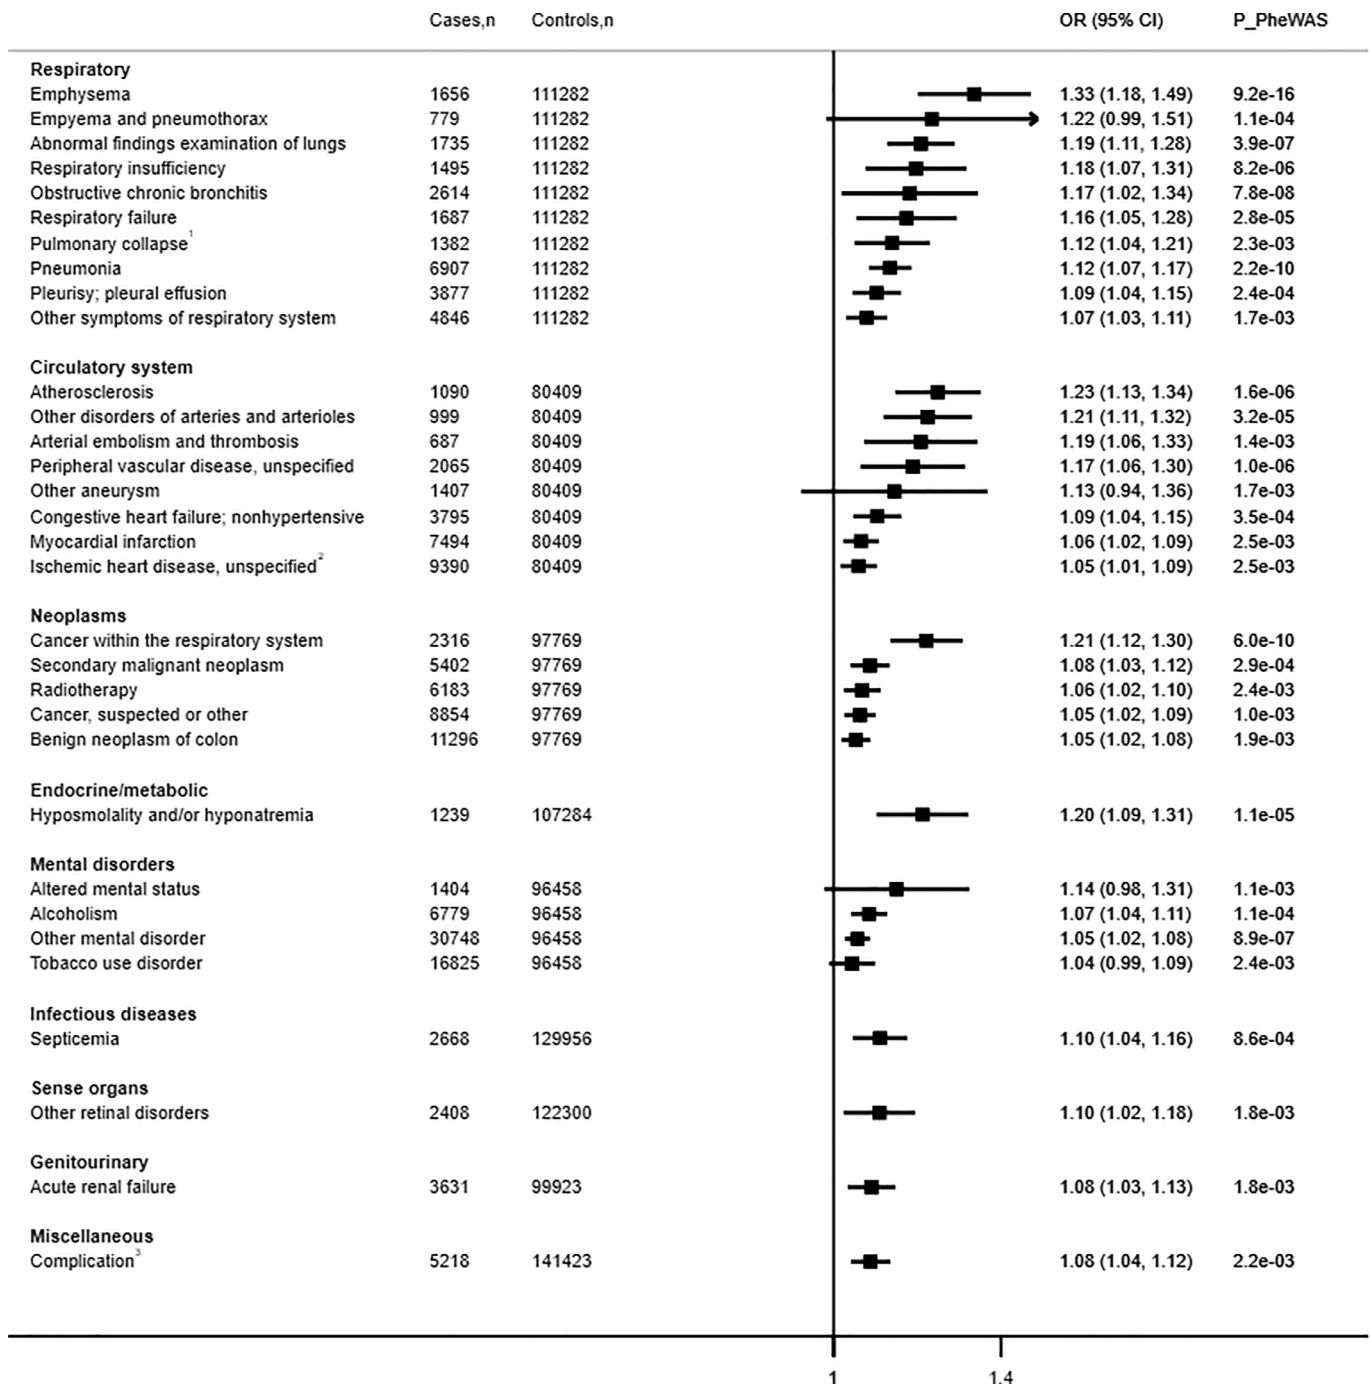 Cases,n Controls,n OR (95% CI) P_PheWAS
Respiratory
Emphysema 1656 111282 1.33 (1.18, 1.49) 9.2e-16
Empyema and pneumothorax 779 111282 1.22 (0.99, 1.51) 1.1e-04
Abnormal findings examination of lungs 1735 111282 1.19 (1.11, 1.28) 3.9e-07
Respiratory insufficiency 1495 111282 1.18 (1.07, 1.31) 8.2e-06
Obstructive chronic bronchitis 2614 111282 1.17 (1.02, 1.34) 7.8e-08
Respiratory failure 1687 111282 1.16 (1.05, 1.28) 2.8e-05
Pulmonary collapse¹ 1382 111282 1.12 (1.04, 1.21) 2.3e-03
Pneumonia 6907 111282 1.12 (1.07, 1.17) 2.2e-10
Pleurisy; pleural effusion 3877 111282 1.09 (1.04, 1.15) 2.4e-04
Other symptoms of respiratory system 4846 111282 1.07 (1.03, 1.11) 1.7e-03
Circulatory system
Atherosclerosis 1090 80409 1.23 (1.13, 1.34) 1.6e-06
Other disorders of arteries and arterioles 999 80409 1.21 (1.11, 1.32) 3.2e-05
Arterial embolism and thrombosis 687 80409 1.19 (1.06, 1.33) 1.4e-03
Peripheral vascular disease, unspecified 2065 80409 1.17 (1.06, 1.30) 1.0e-06
Other aneurysm 1407 80409 1.13 (0.94, 1.36) 1.7e-03
Congestive heart failure; nonhypertensive 3795 80409 1.09 (1.04, 1.15) 3.5e-04
Myocardial infarction 7494 80409 1.06 (1.02, 1.09) 2.5e-03
Ischemic heart disease, unspecified² 9390 80409 1.05 (1.01, 1.09) 2.5e-03
Neoplasms
Cancer within the respiratory system 2316 97769 1.21 (1.12, 1.30) 6.0e-10
Secondary malignant neoplasm 5402 97769 1.08 (1.03, 1.12) 2.9e-04
Radiotherapy 6183 97769 1.06 (1.02, 1.10) 2.4e-03
Cancer, suspected or other 8854 97769 1.05 (1.02, 1.09) 1.0e-03
Benign neoplasm of colon 11296 97769 1.05 (1.02, 1.08) 1.9e-03
Endocrine/metabolic
Hyposmolality and/or hyponatremia 1239 107284 1.20 (1.09, 1.31) 1.1e-05
Mental disorders
Altered mental status 1404 96458 1.14 (0.98, 1.31) 1.1e-03
Alcoholism 6779 96458 1.07 (1.04, 1.11) 1.1e-04
Other mental disorder 30748 96458 1.05 (1.02, 1.08) 8.9e-07
Tobacco use disorder 16825 96458 1.04 (0.99, 1.09) 2.4e-03
Infectious diseases
Septicemia 2668 129956 1.10 (1.04, 1.16) 8.6e-04
Sense organs
Other retinal disorders 2408 122300 1.10 (1.02, 1.18) 1.8e-03
Genitourinary
Acute renal failure 3631 99923 1.08 (1.03, 1.13) 1.8e-03
Miscellaneous
Complication³ 5218 141423 1.08 (1.04, 1.12) 2.2e-03
1 1.4